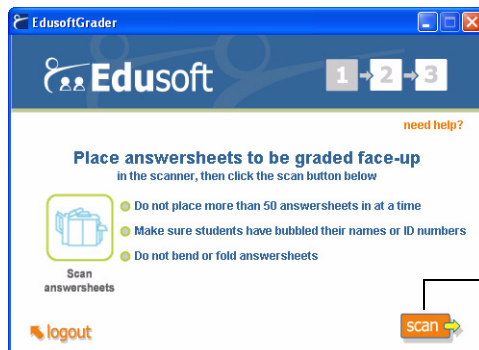 EdusoftGrader
Edusoft
1 2 3
need help?
Place answersheets to be graded face-up
in the scanner, then click the scan button below
Do not place more than 50 answersheets in at a time
Make sure students have bubbled their names or ID numbers
Do not bend or fold answersheets
Scan
answersheets
logout
scan